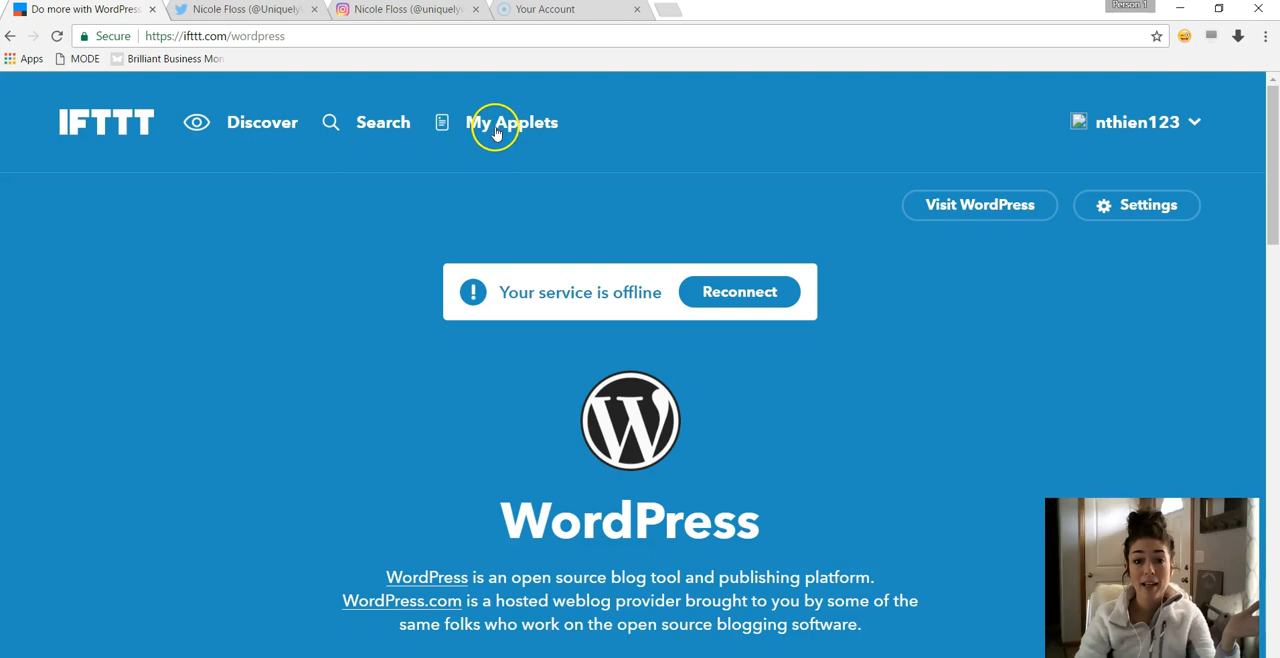 Do more with WordPress
Nicole Floss (@Uniquely
Nicole Floss (@uniquely
Your Account
Person 1
Secure
https://ifttt.com/wordpress
Apps
MODE
Brilliant Business Mom
IFTTT
Discover
Search
My Applets
nthien123
Visit WordPress
Settings
Your service is offline
Reconnect
WordPress
WordPress is an open source blog tool and publishing platform.
WordPress.com is a hosted weblog provider brought to you by some of the
same folks who work on the open source blogging software.